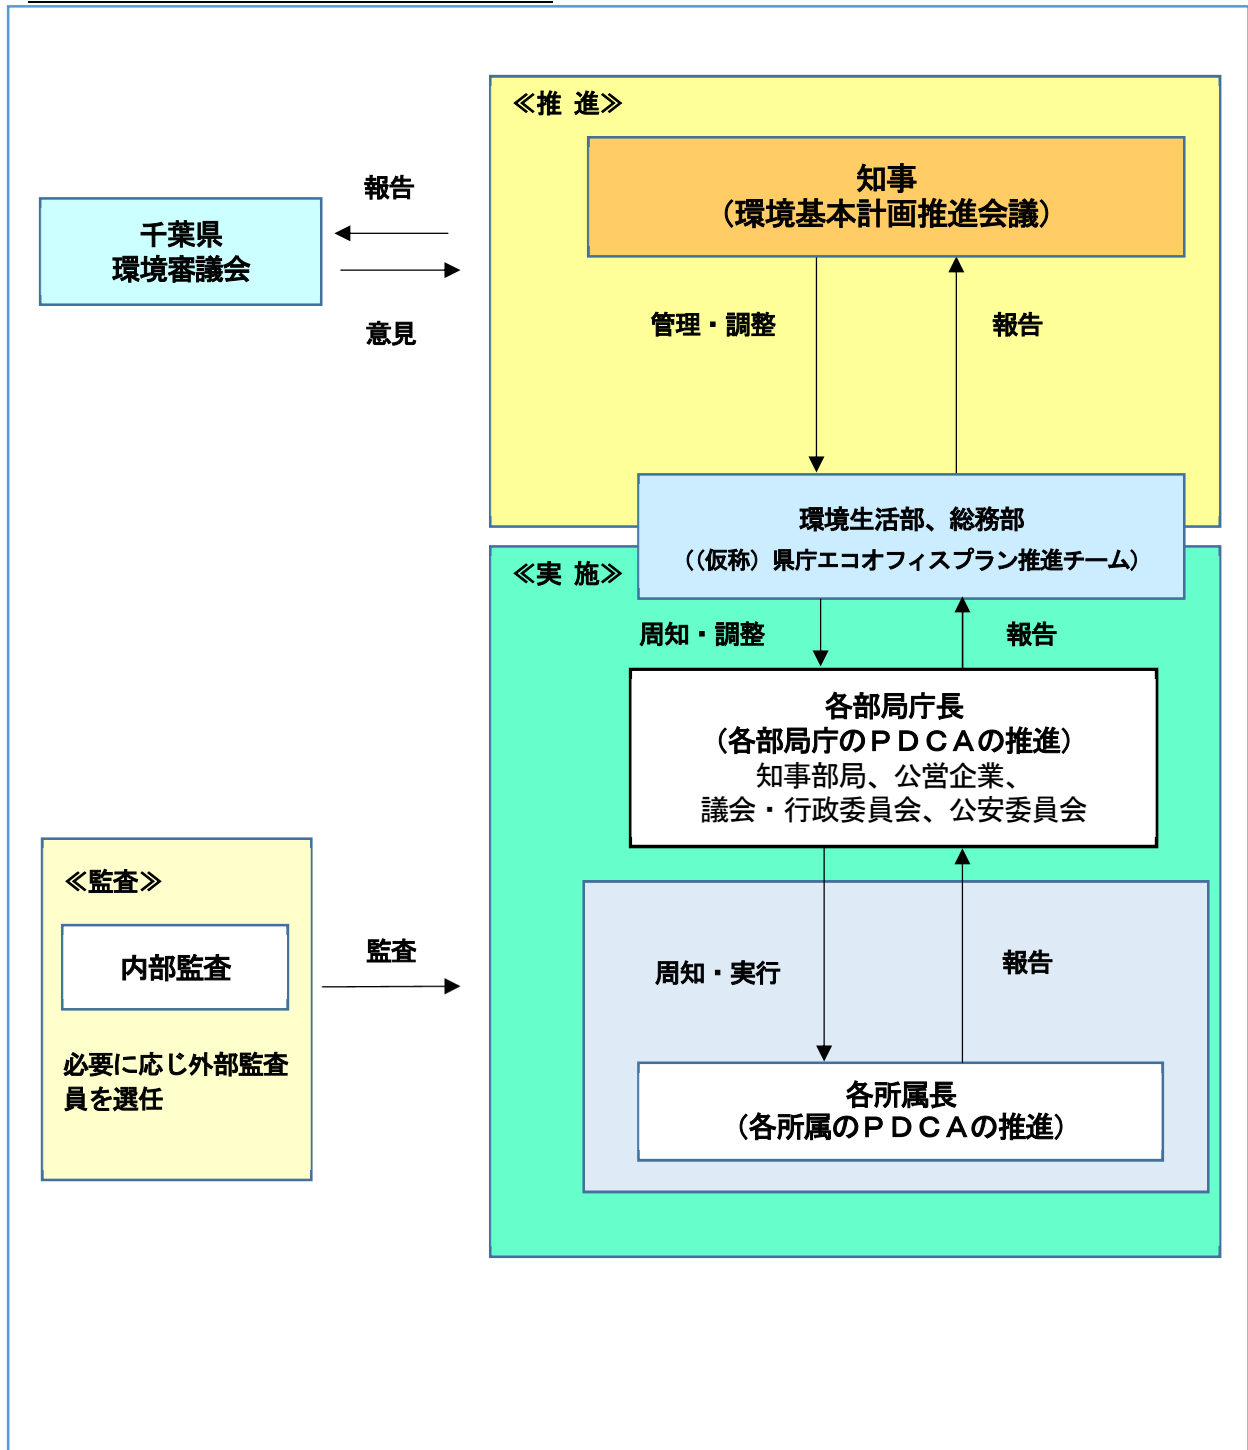 ≪推 進≫
知事
（環境基本計画推進会議）
報告
千葉県
環境審議会
意見
管理・調整
報告
環境生活部、総務部
（（仮称）県庁エコオフィスプラン推進チーム）
≪実 施≫
周知・調整
報告
各部局庁長
（各部局庁のＰＤＣＡの推進）
知事部局、公営企業、
議会・行政委員会、公安委員会
≪監査≫
内部監査
必要に応じ外部監査
員を選任
監査
周知・実行
報告
各所属長
（各所属のＰＤＣＡの推進）